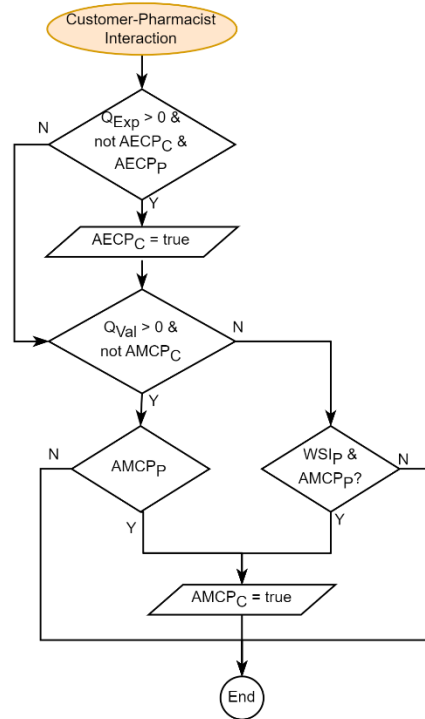 Customer-Pharmacist
Interaction
N
QExp > 0 &
not AECPC &
AECPP
Y
AECPC = true
QVal > 0 &
not AMCPC
N
Y
N
AMCPP
WSIP &
AMCPP?
N
Y
Y
AMCPC = true
End